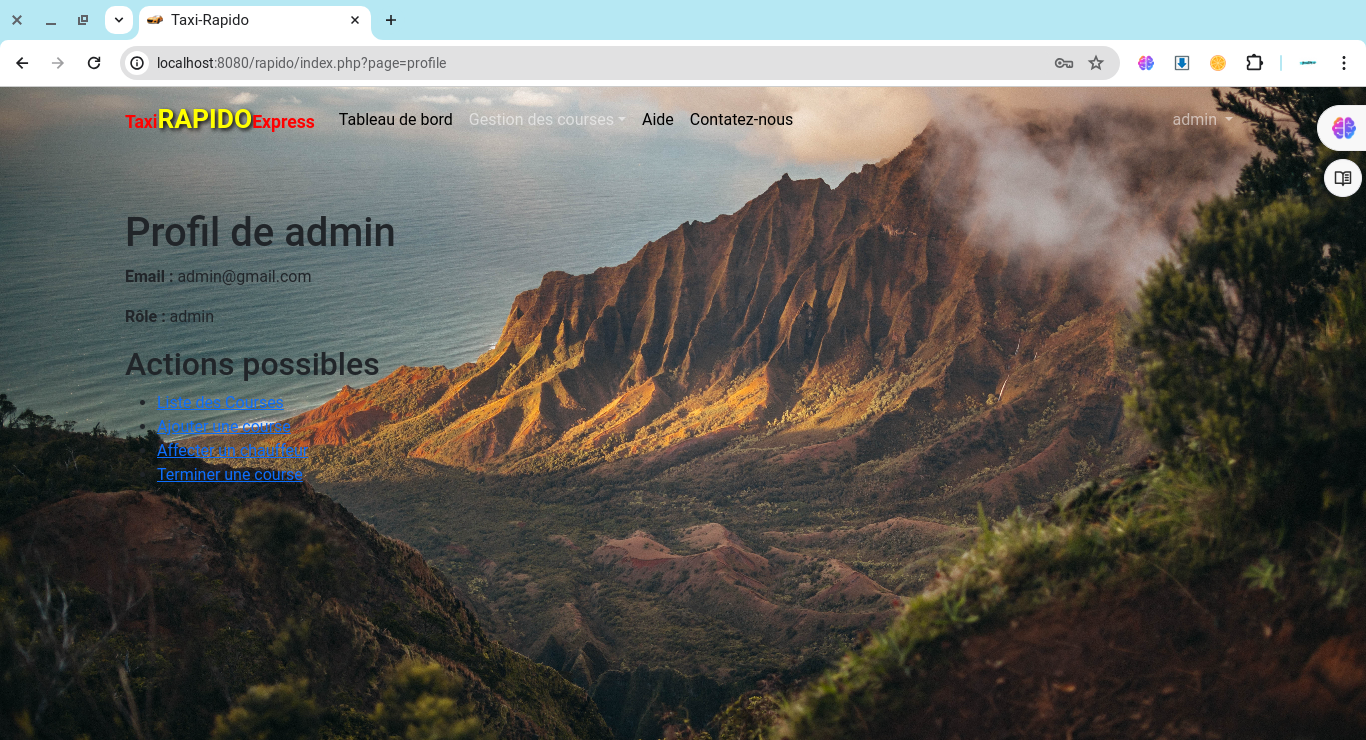 Taxi-Rapido
localhost:8080/rapido/index.php?page=profile
TaxiRAPIDOExpress Tableau de bord Gestion des courses Aide Contatez-nous admin
Profil de admin
Email : admin@gmail.com
Rôle : admin
Actions possibles
Liste des Courses
Ajouter une course
Affecter un chauffeur
Terminer une course